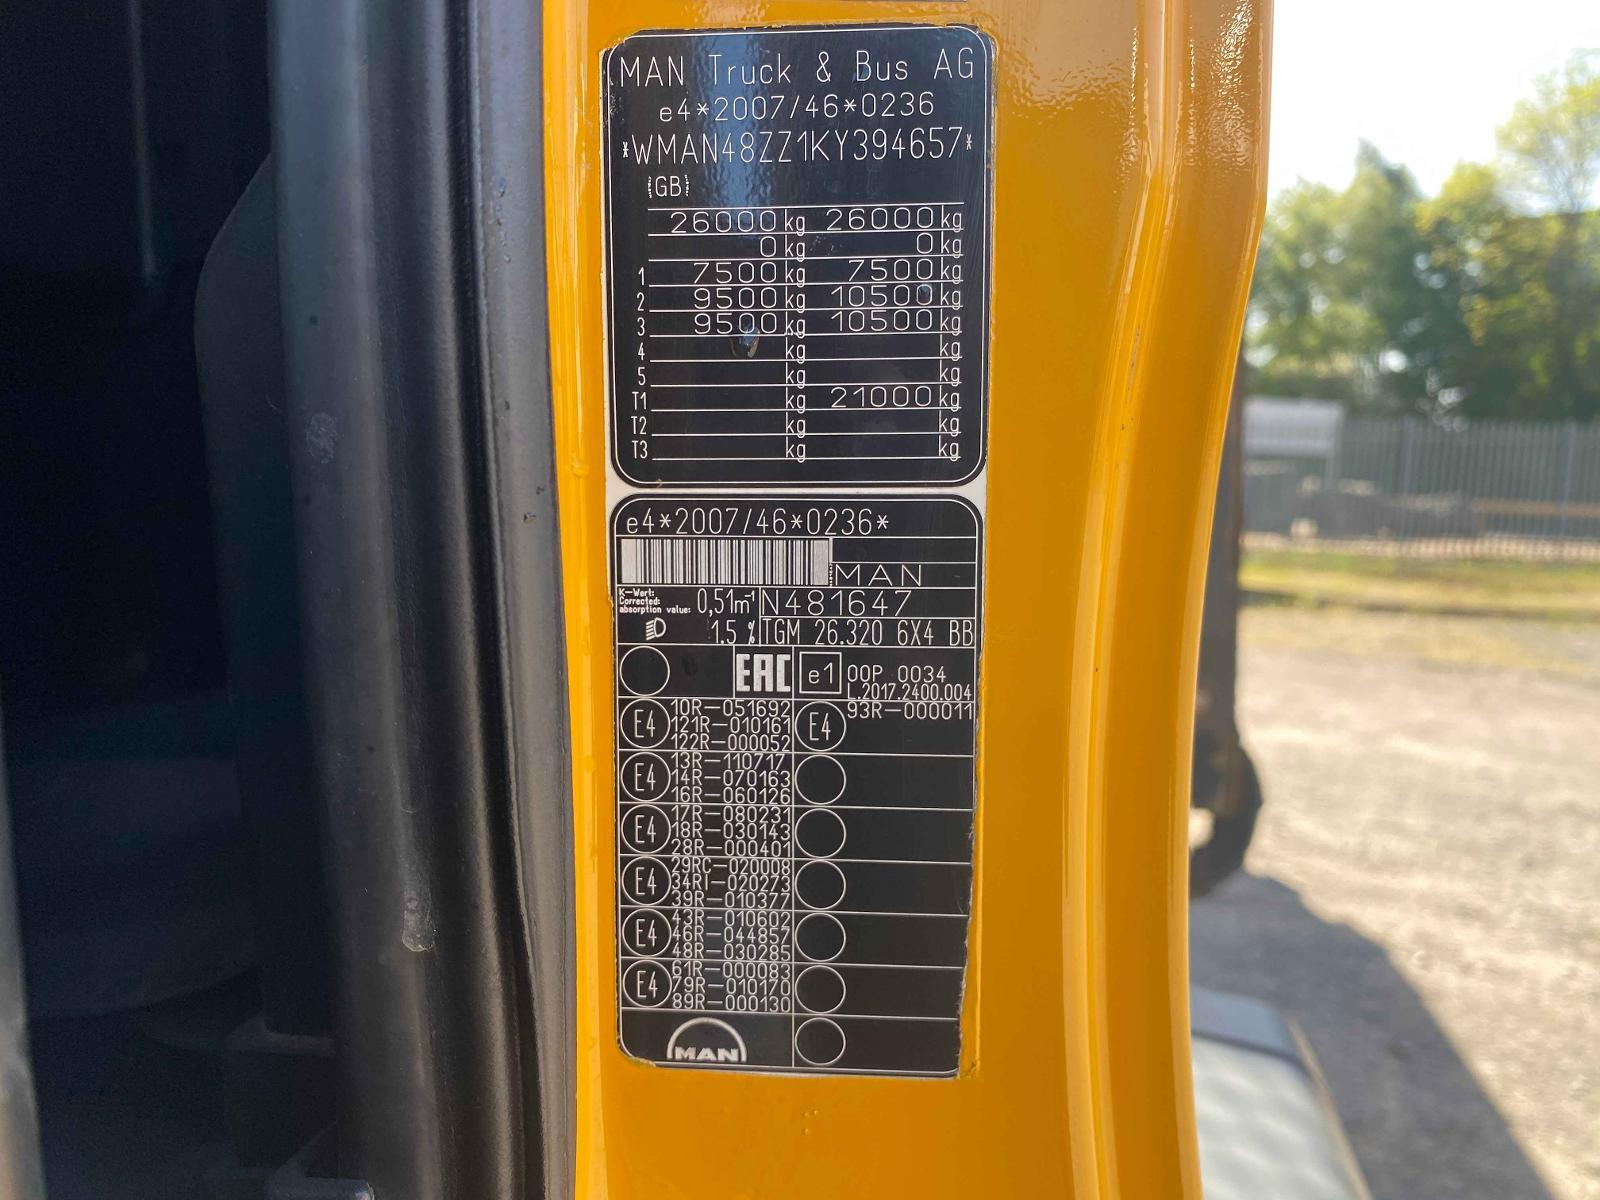 MAN Truck & Bus AG
e4*2007/46*0236
*WMAN48ZZ1KY394657*
GB
26000 kg 26000 kg
0 kg 0 kg
1 7500 kg 7500 kg
2 9500 kg 10500 kg
3 9500 kg 10500 kg
4 kg kg
5 kg kg
T1 kg 21000 kg
T2 kg kg
T3 kg kg
e4*2007/46*0236*
MAN
K-Wert:
Corrected
absorption value: 0,51m⁻¹ N481647
1.5 % TGM 26.320 6X4 BB
EAC e1 00P 0034
L.2017.2400.004
E4 10R-051692 E4 93R-000011
121R-010161
122R-000052
E4 13R-110717
14R-070163
16R-060126
E4 17R-080231
18R-030143
28R-000401
E4 29RC-020008
34RI-020273
39R-010377
E4 43R-010602
46R-044857
48R-030285
E4 61R-000083
79R-010170
89R-000130
MAN